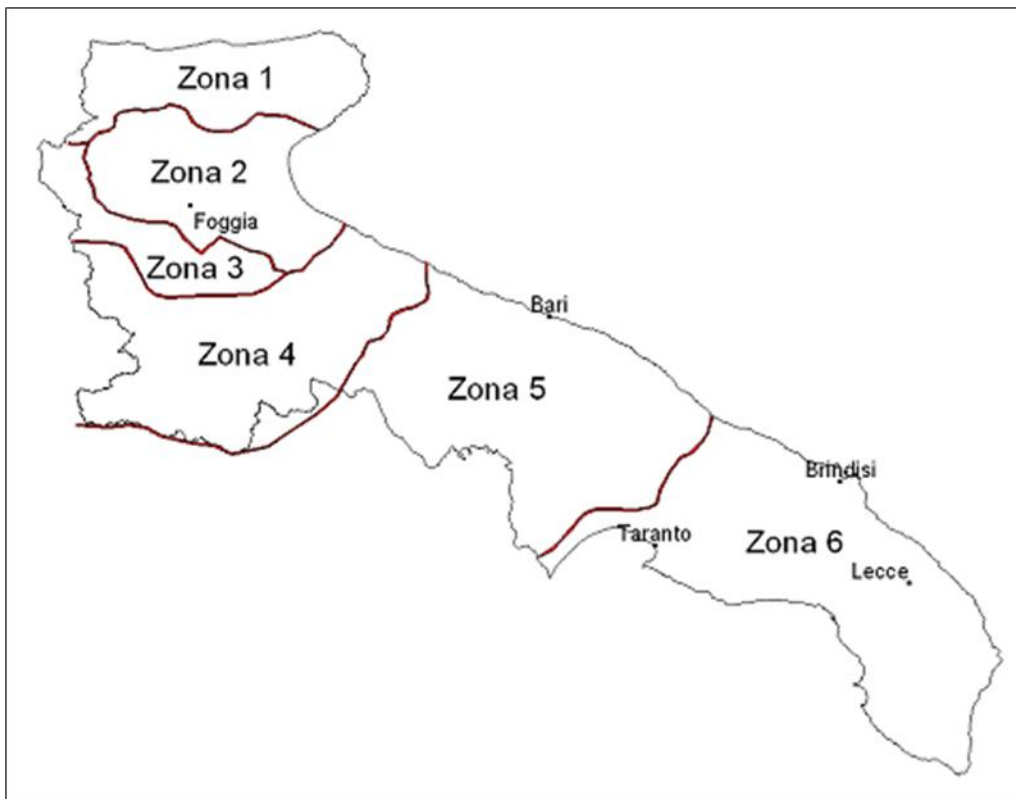 Zona 1
Zona 2
Foggia
Zona 3
Bari
Zona 4
Zona 5
Brindisi
Taranto
Zona 6
Lecce